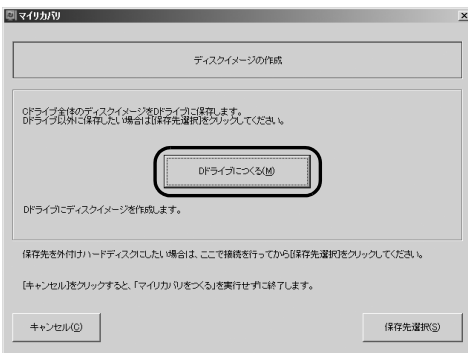 マイリカバリ
ディスクイメージの作成
Cドライブ全体のディスクイメージをDドライブに保存します。
Dドライブ以外に保存したい場合は[保存先選択]をクリックしてください。
Dドライブにつくる(M)
Dドライブにディスクイメージを作成します。
保存先を外付けハードディスクにしたい場合は、ここで接続を行ってから[保存先選択]をクリックしてください。
[キャンセル]をクリックすると、「マイリカバリをつくる」を実行せずに終了します。
キャンセル(C)
保存先選択(S)